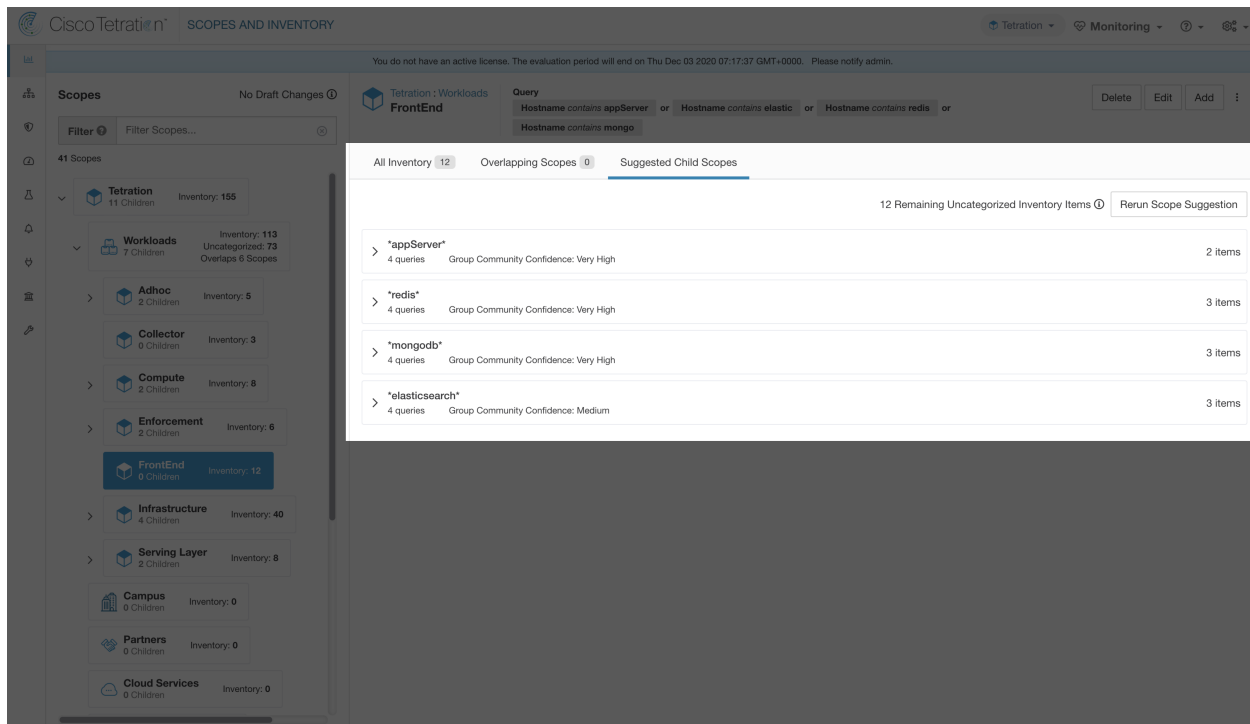 Cisco Tetration™ SCOPES AND INVENTORY Tetration Monitoring
You do not have an active license. The evaluation period will end on Thu Dec 03 2020 07:17:37 GMT+0000. Please notify admin.
Scopes No Draft Changes
Filter Filter Scopes...
41 Scopes
Tetration
11 Children
Inventory: 155
Workloads
7 Children
Inventory: 113
Uncategorized: 73
Overlaps 6 Scopes
Adhoc
2 Children
Inventory: 5
Collector
0 Children
Inventory: 3
Compute
2 Children
Inventory: 8
Enforcement
2 Children
Inventory: 6
FrontEnd
0 Children
Inventory: 12
Infrastructure
4 Children
Inventory: 40
Serving Layer
2 Children
Inventory: 8
Campus
0 Children
Inventory: 0
Partners
0 Children
Inventory: 0
Cloud Services
0 Children
Inventory: 0
Tetration : Workloads
FrontEnd
Query
Hostname contains appServer or Hostname contains elastic or Hostname contains redis or
Hostname contains mongo
Delete Edit Add
All Inventory 12 Overlapping Scopes 0 Suggested Child Scopes
12 Remaining Uncategorized Inventory Items Rerun Scope Suggestion
*appServer*
4 queries Group Community Confidence: Very High
2 items
*redis*
4 queries Group Community Confidence: Very High
3 items
*mongodb*
4 queries Group Community Confidence: Very High
3 items
*elasticsearch*
4 queries Group Community Confidence: Medium
3 items